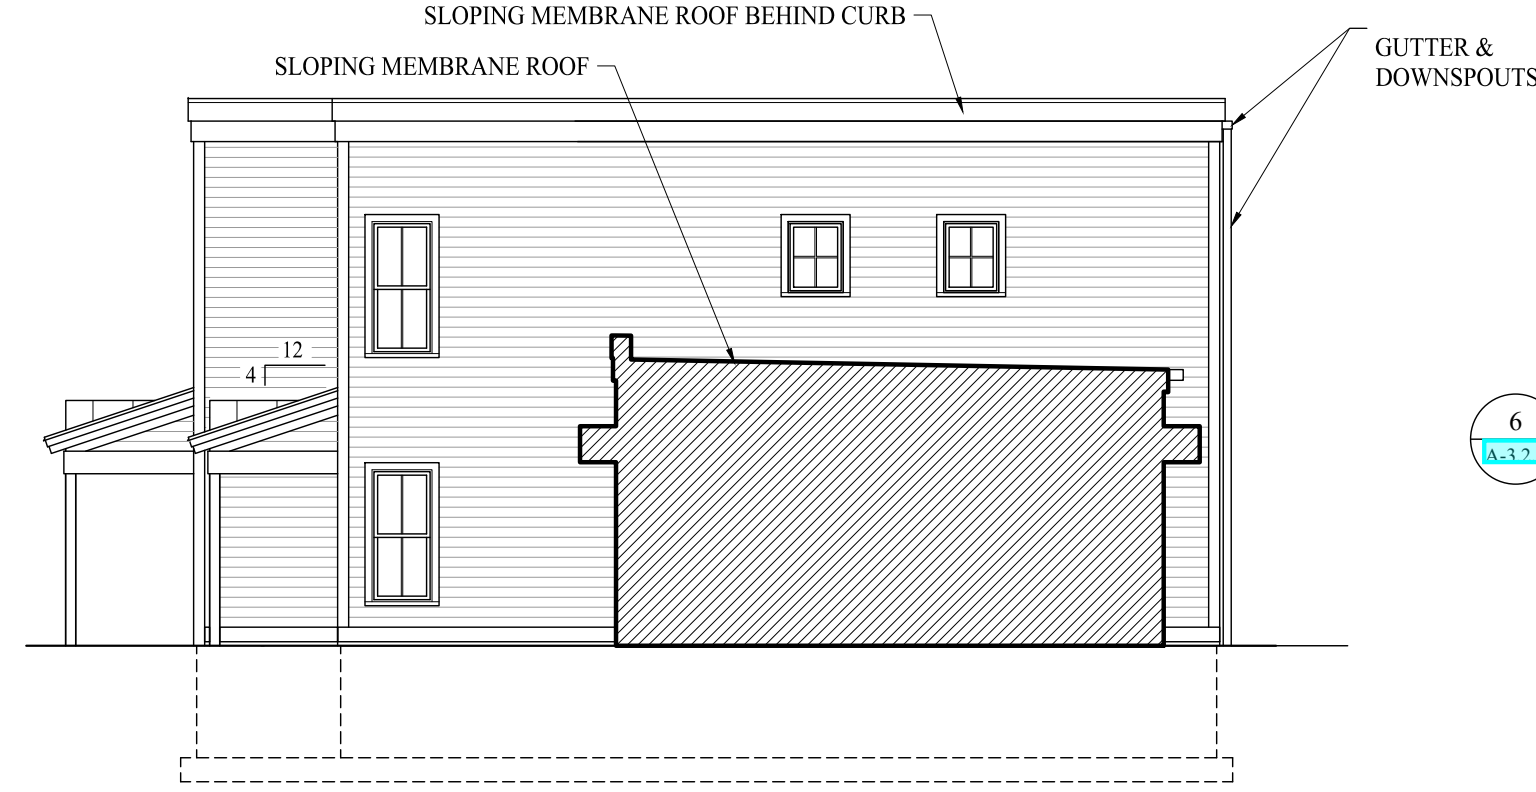 SLOPING MEMBRANE ROOF BEHIND CURB
SLOPING MEMBRANE ROOF
GUTTER &
DOWNSPOUTS
12
4
6
A-3.2